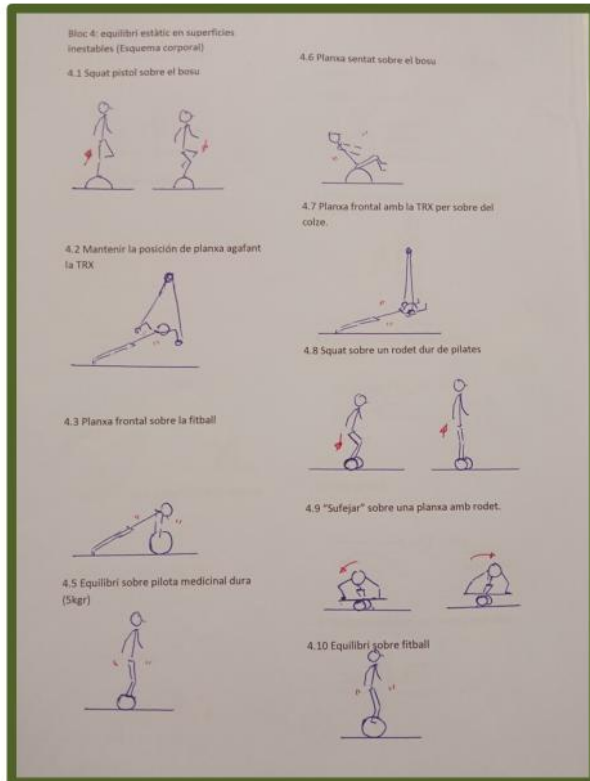 Bloc 4: equilibri estàtic en superfícies
inestables (Esquema corporal)
4.1 Squat pistol sobre el bosu
4.2 Mantenir la posición de planxa agafant
la TRX
4.3 Planxa frontal sobre la fitball
4.5 Equilibri sobre pilota medicinal dura
(5kgr)
4.6 Planxa sentat sobre el bosu
4.7 Planxa frontal amb la TRX per sobre del
colze.
4.8 Squat sobre un rodet dur de pilates
4.9 "Sufejar" sobre una planxa amb rodet.
4.10 Equilibri sobre fitball